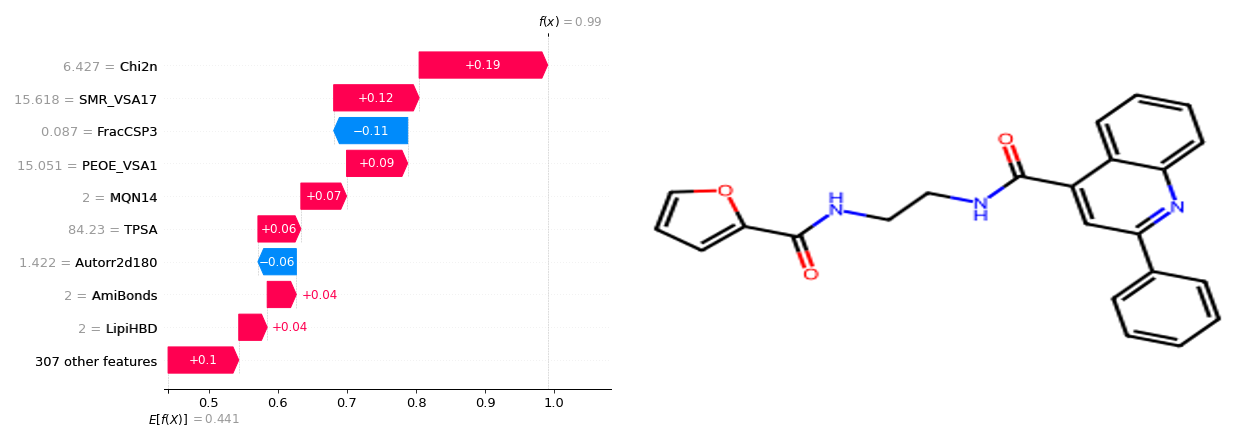 f(x) = 0.99
6.427 = Chi2n
+0.19
15.618 = SMR_VSA17
+0.12
0.087 = FracCSP3
−0.11
15.051 = PEOE_VSA1
+0.09
2 = MQN14
+0.07
84.23 = TPSA
+0.06
1.422 = Autorr2d180
−0.06
2 = AmiBonds
+0.04
2 = LipiHBD
+0.04
307 other features
+0.1
0.5 0.6 0.7 0.8 0.9 1.0
E[f(X)] = 0.441
O
O
H
N
N
H
O
O
N